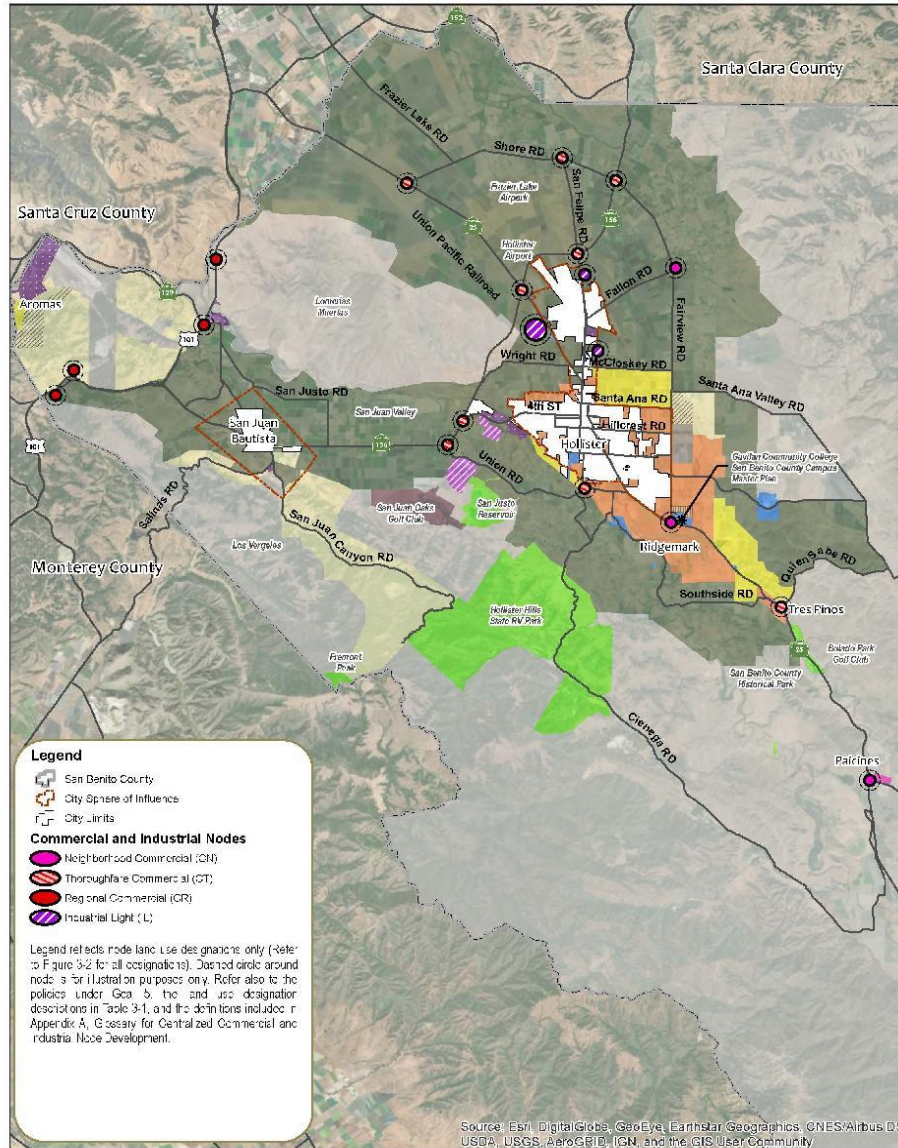 152
Santa Clara County
Frazier Lake RD
Shore RD
Frazier Lake
Airpark
San Felipe RD
156
Santa Cruz County
Union Pacific Railroad
25
Hollister
Airport
Fallon RD
Fairview RD
Aromas
129
Lomerias
Muertas
101
Wright RD
McCloskey RD
San Justo RD
Santa Ana RD
Santa Ana Valley RD
San Juan Valley
4th ST
San Juan
Bautista
Hillcrest RD
Hollister
156
101
Union RD
Gavilan Community College
San Benito County Campus
Master Plan
Salinas RD
San Juan Oaks
Golf Club
San Justo
Reservoir
San Juan Canyon RD
Los Vergeles
Ridgemark
Quien Sabe RD
Monterey County
Southside RD
Tres Pinos
Hollister Hills
State RV Park
25
Bolado Park
Golf Club
Fremont
Peak
San Benito County
Historical Park
Cienega RD
Paicines
Legend
San Benito County
City Sphere of Influence
City Limits
Commercial and Industrial Nodes
Neighborhood Commercial (CN)
Thoroughfare Commercial (CT)
Regional Commercial (CR)
Industrial Light (IL)
Legend reflects node land use designations only (Refer
to Figure 3-2 for all designations). Dashed circle around
node is for illustration purposes only. Refer also to the
policies under Goal 5, the land use designation
descriptions in Table 3-1, and the definitions included in
Appendix A, Glossary for Centralized Commercial and
Industrial Node Development.
Source: Esri, DigitalGlobe, GeoEye, Earthstar Geographics, CNES/Airbus DS,
USDA, USGS, AeroGRID, IGN, and the GIS User Community